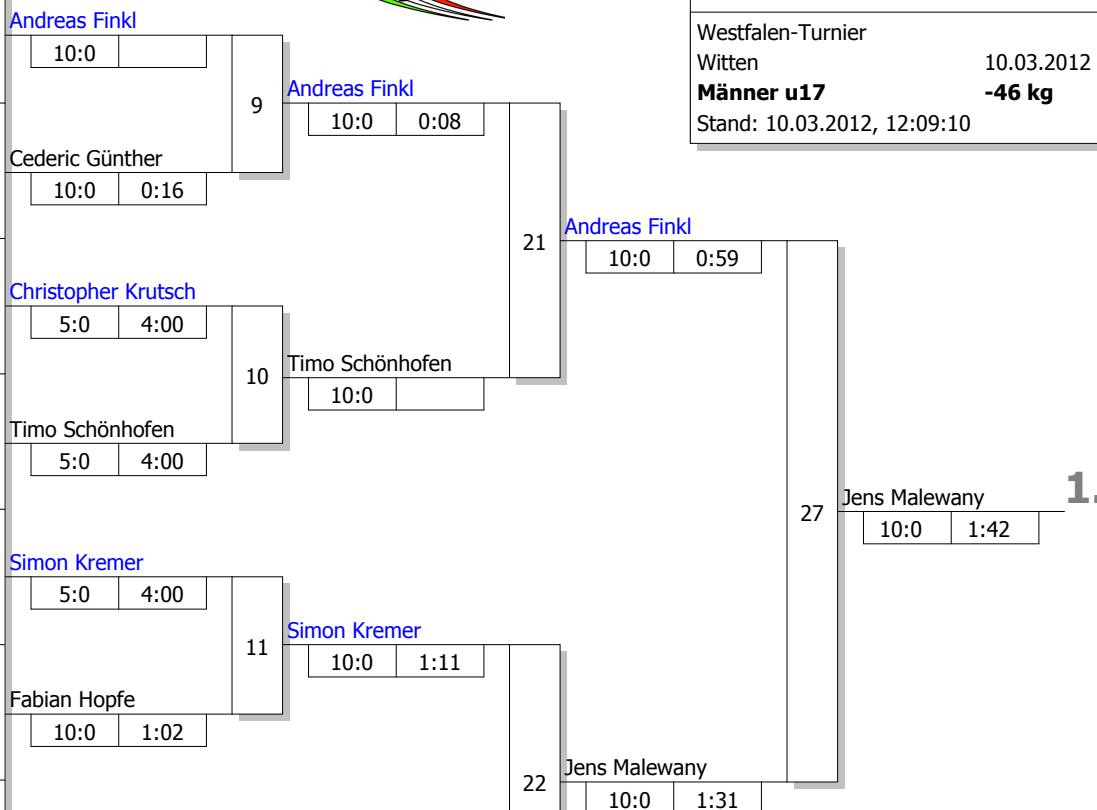 Andreas Finkl
10:0
Westfalen-Turnier
Witten 10.03.2012
Männer u17 -46 kg
Stand: 10.03.2012, 12:09:10
9
Andreas Finkl
10:0 0:08
Cederic Günther
10:0 0:16
21
Andreas Finkl
10:0 0:59
Christopher Krutsch
5:0 4:00
10
Timo Schönhofen
10:0
Timo Schönhofen
5:0 4:00
27
Jens Malewany 1.
10:0 1:42
Simon Kremer
5:0 4:00
11
Simon Kremer
10:0 1:11
Fabian Hopfe
10:0 1:02
22
Jens Malewany
10:0 1:31